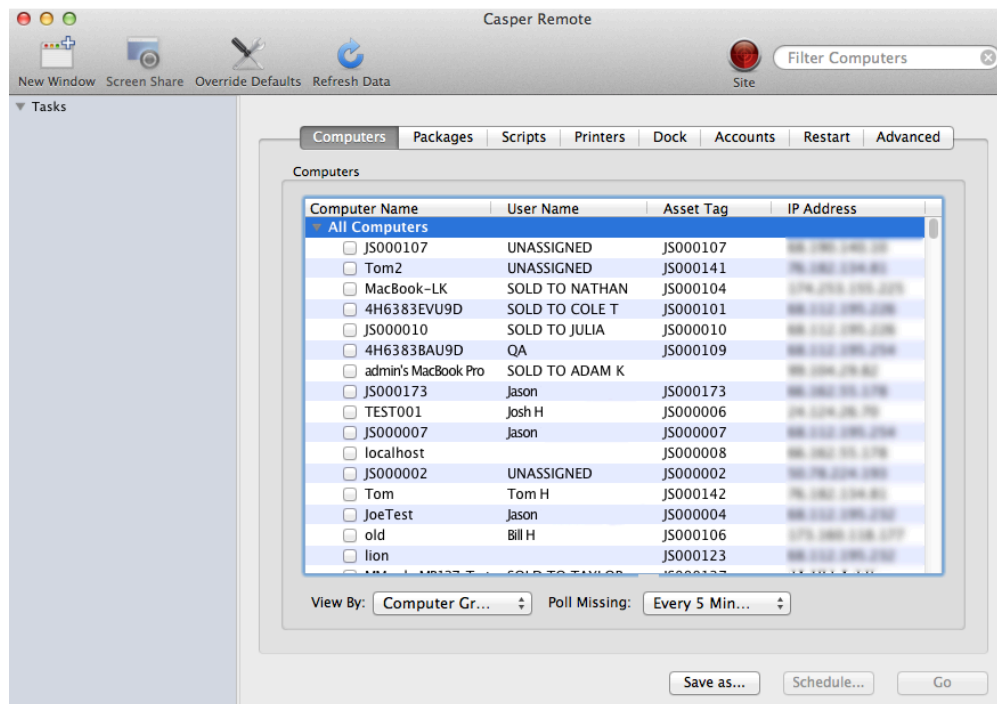 Casper Remote
New Window Screen Share Override Defaults Refresh Data Site Filter Computers
Tasks
Computers Packages Scripts Printers Dock Accounts Restart Advanced
Computers
Computer Name User Name Asset Tag IP Address
All Computers
JS000107 UNASSIGNED JS000107
Tom2 UNASSIGNED JS000141
MacBook-LK SOLD TO NATHAN JS000104
4H6383EVU9D SOLD TO COLE T JS000101
JS000010 SOLD TO JULIA JS000010
4H6383BAU9D QA JS000109
admin's MacBook Pro SOLD TO ADAM K
JS000173 Jason JS000173
TEST001 Josh H JS000006
JS000007 Jason JS000007
localhost JS000008
JS000002 UNASSIGNED JS000002
Tom Tom H JS000142
JoeTest Jason JS000004
old Bill H JS000106
lion JS000123
View By: Computer Gr... Poll Missing: Every 5 Min...
Save as... Schedule... Go